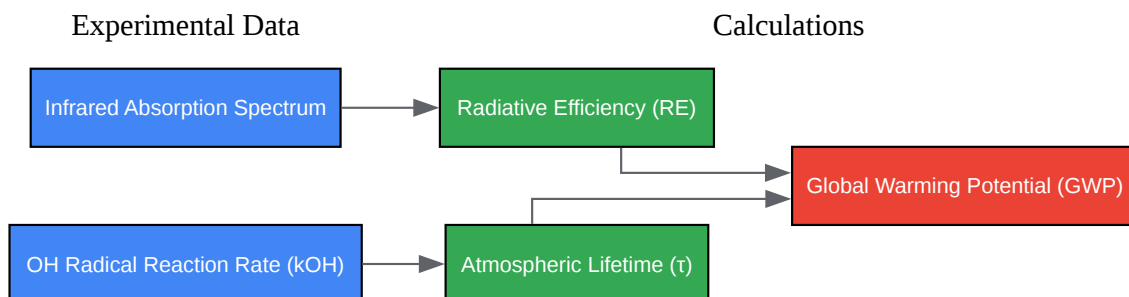 Experimental Data
Calculations
Infrared Absorption Spectrum
Radiative Efficiency (RE)
Global Warming Potential (GWP)
OH Radical Reaction Rate (kOH)
Atmospheric Lifetime (τ)